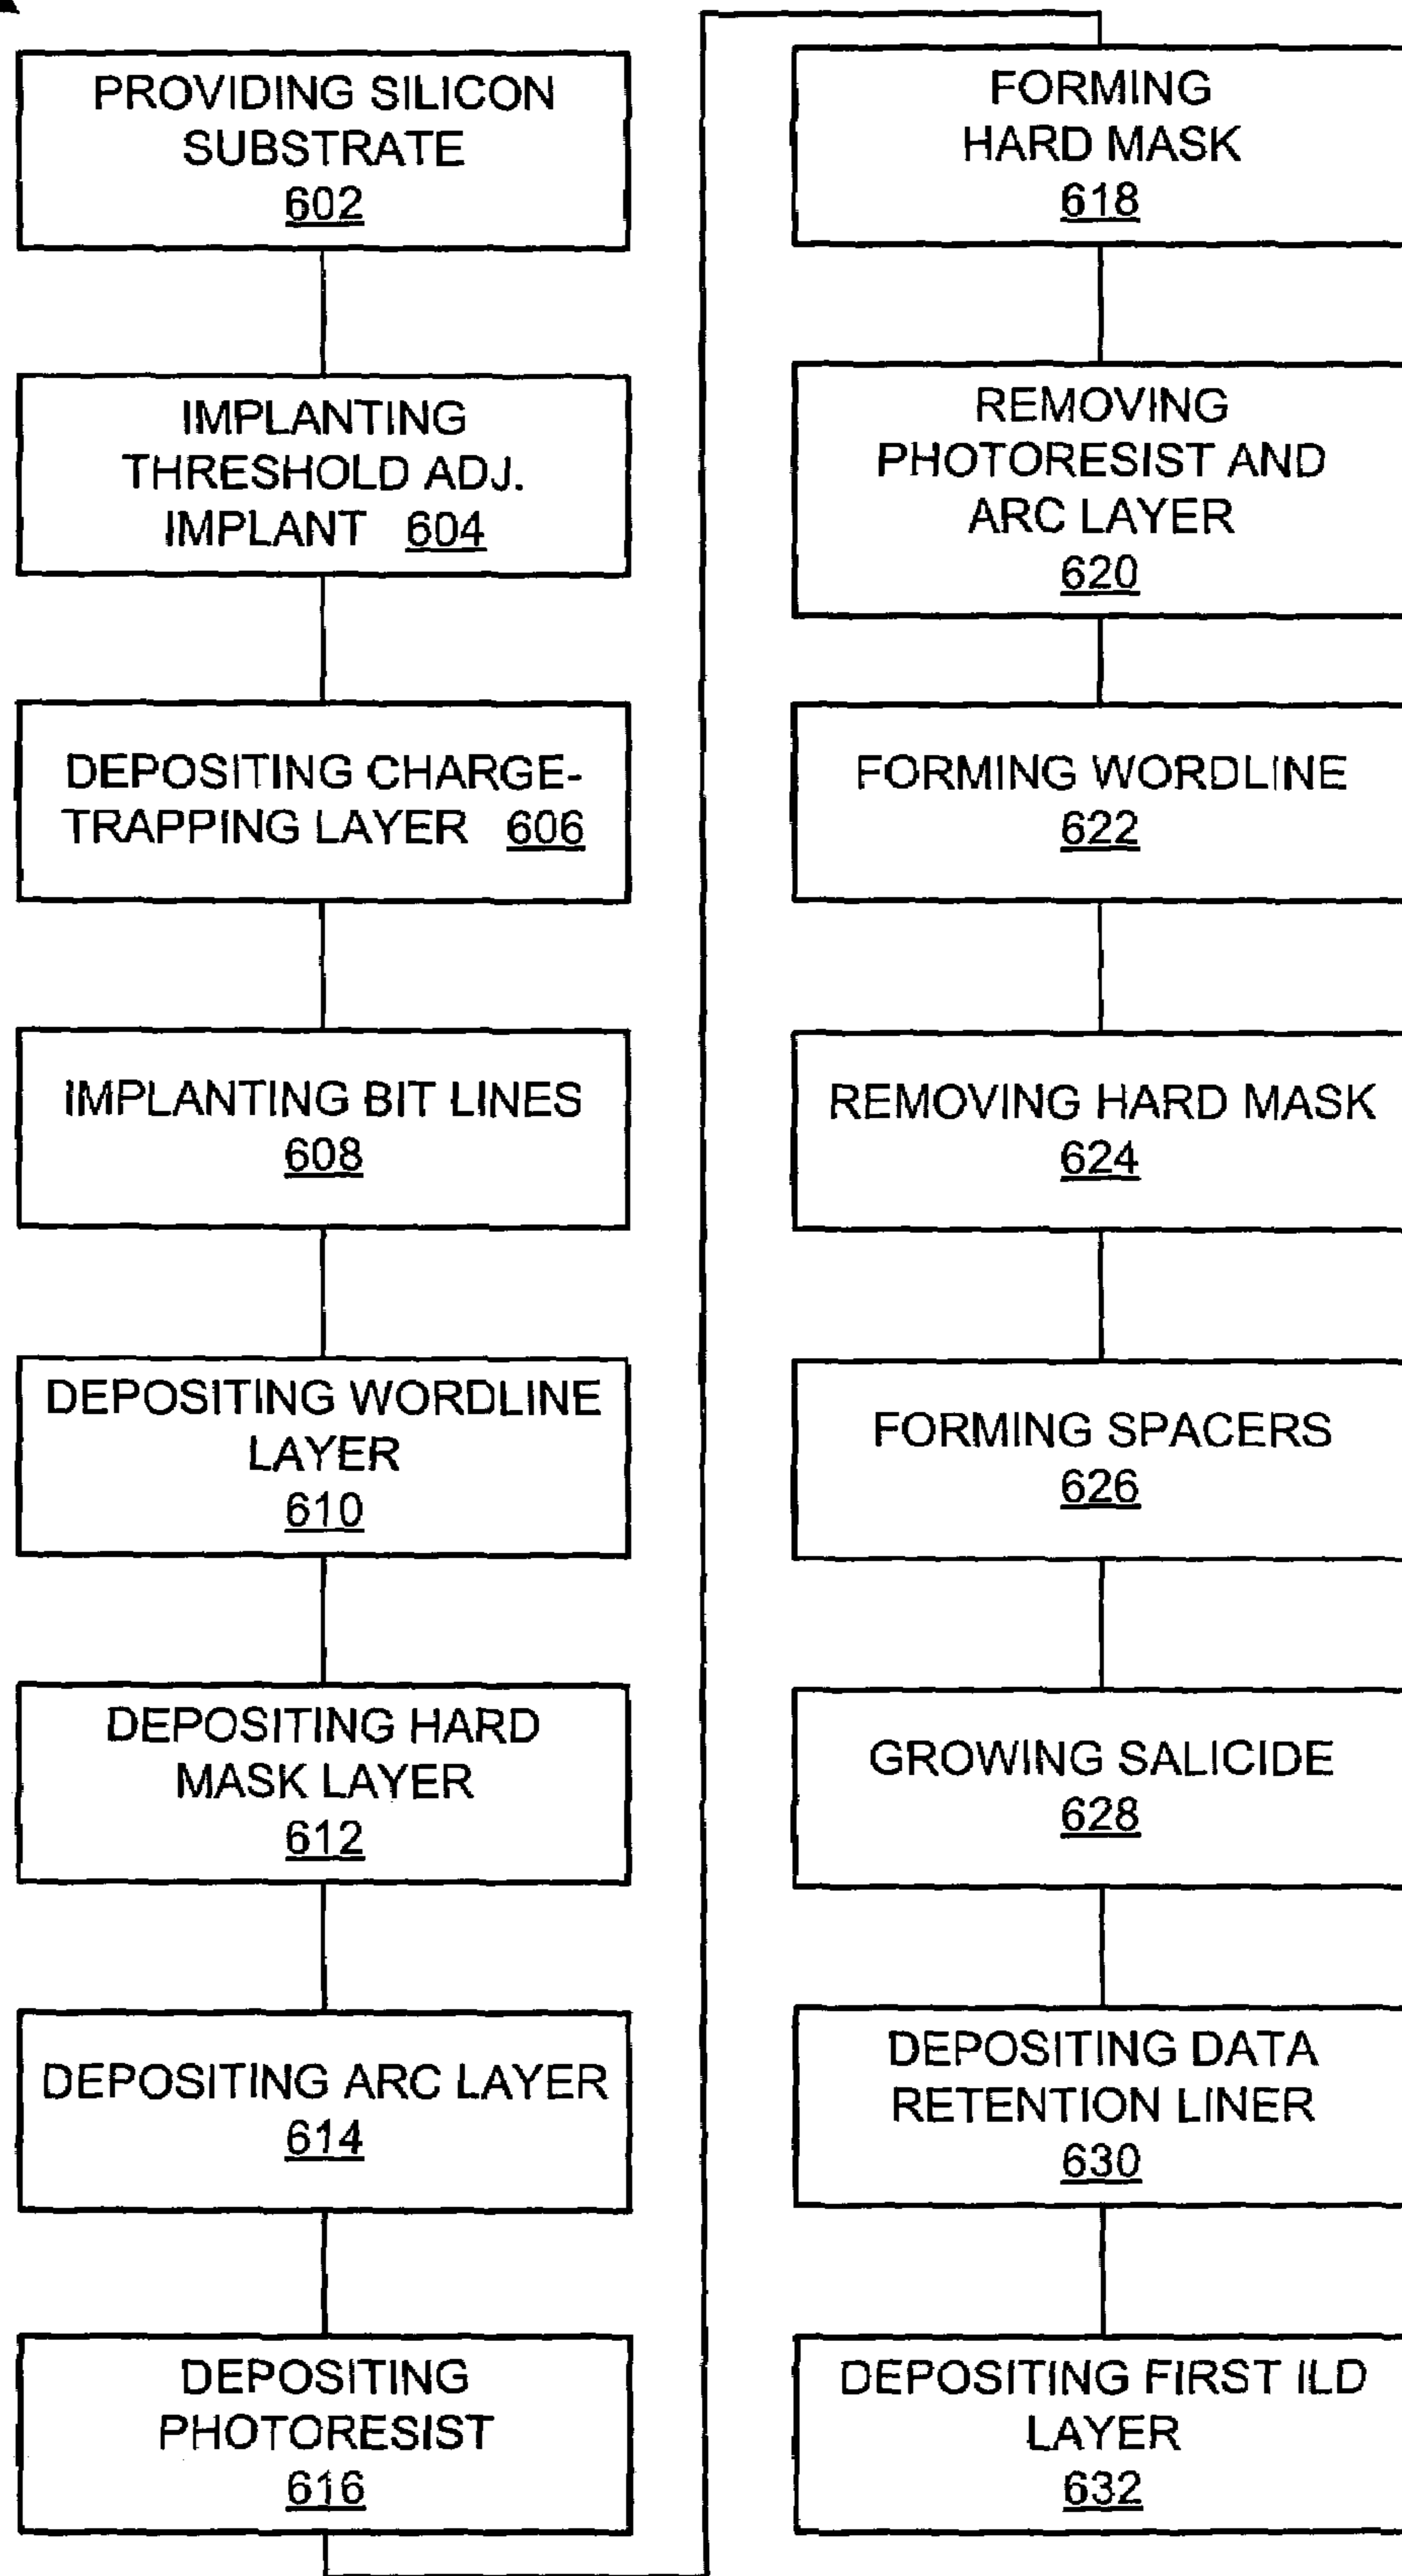 PROVIDING SILICON
SUBSTRATE
602
IMPLANTING
THRESHOLD ADJ.
IMPLANT 604
DEPOSITING CHARGE-
TRAPPING LAYER 606
IMPLANTING BIT LINES
608
DEPOSITING WORDLINE
LAYER
610
DEPOSITING HARD
MASK LAYER
612
DEPOSITING ARC LAYER
614
DEPOSITING
PHOTORESIST
616
FORMING
HARD MASK
618
REMOVING
PHOTORESIST AND
ARC LAYER
620
FORMING WORDLINE
622
REMOVING HARD MASK
624
FORMING SPACERS
626
GROWING SALICIDE
628
DEPOSITING DATA
RETENTION LINER
630
DEPOSITING FIRST ILD
LAYER
632